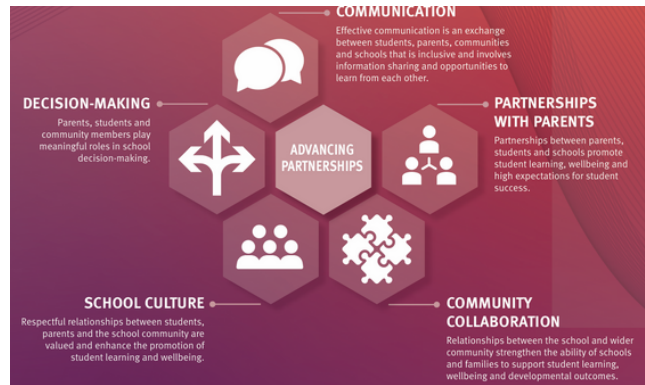 COMMUNICATION
Effective communication is an exchange
between students, parents, communities
and schools that is inclusive and involves
information sharing and opportunities to
learn from each other.
DECISION-MAKING
Parents, students and
community members play
meaningful roles in school
decision-making.
ADVANCING
PARTNERSHIPS
PARTNERSHIPS
WITH PARENTS
Partnerships between parents,
students and schools promote
student learning, wellbeing and
high expectations for student
success.
SCHOOL CULTURE
Respectful relationships between students,
parents and the school community are
valued and enhance the promotion of
student learning and wellbeing.
COMMUNITY
COLLABORATION
Relationships between the school and wider
community strengthen the ability of schools
and families to support student learning,
wellbeing and developmental outcomes.